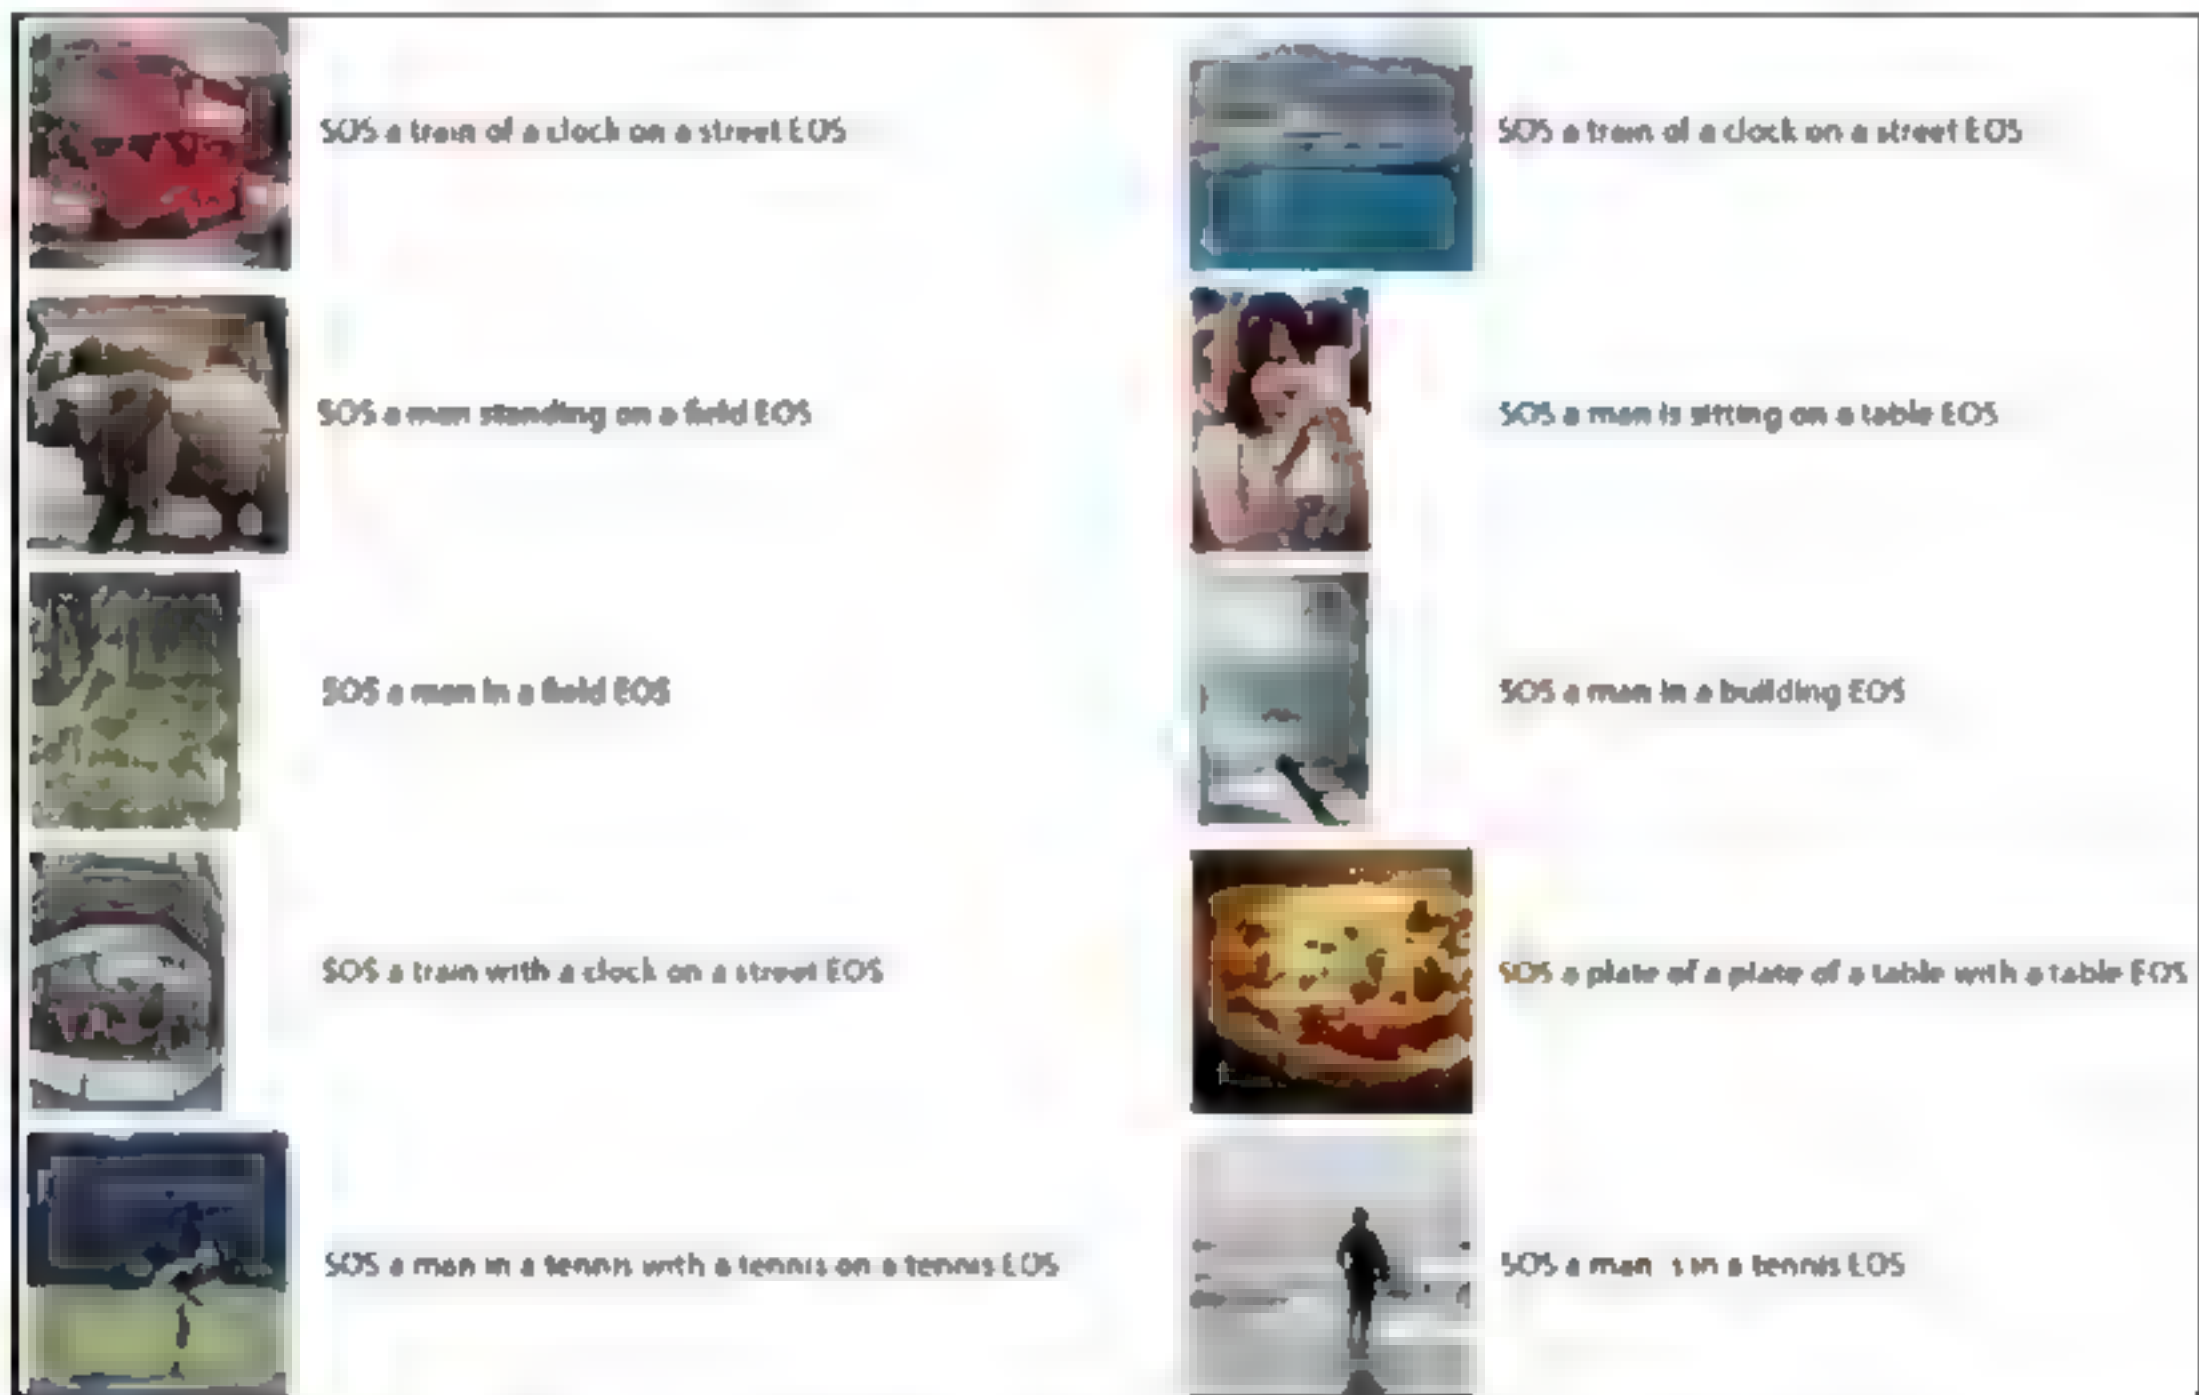 SOS a train of a clock on a street EOS
SOS a train of a clock on a street EOS
SOS a man standing on a field EOS
SOS a man is sitting on a table EOS
SOS a man in a field EOS
SOS a man in a building EOS
SOS a train with a clock on a street EOS
SOS a plate of a plate of a table with a table EOS
SOS a man in a tennis with a tennis on a tennis EOS
SOS a man is in a tennis EOS